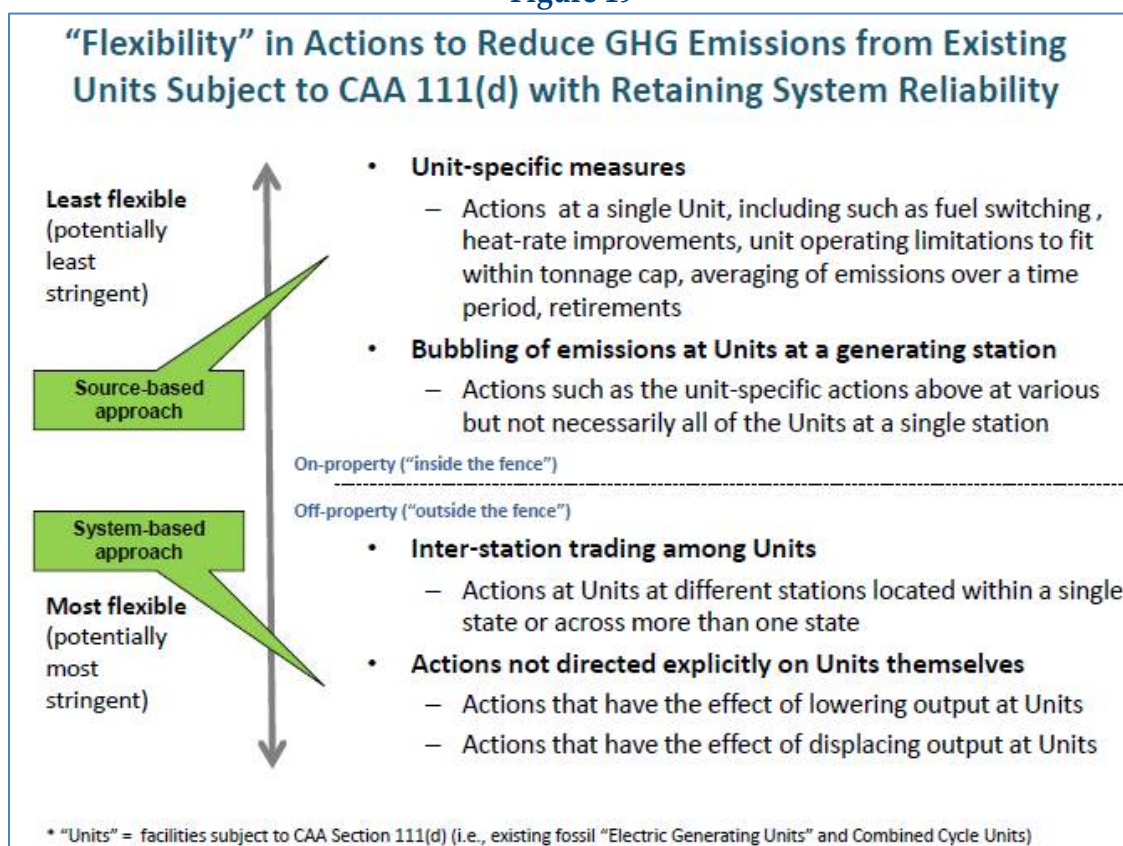 Figure 19
“Flexibility” in Actions to Reduce GHG Emissions from Existing
Units Subject to CAA 111(d) with Retaining System Reliability
Least flexible
(potentially
least
stringent)
Source-based
approach
System-based
approach
Most flexible
(potentially
most
stringent)
• Unit-specific measures
– Actions at a single Unit, including such as fuel switching ,
heat-rate improvements, unit operating limitations to fit
within tonnage cap, averaging of emissions over a time
period, retirements
• Bubbling of emissions at Units at a generating station
– Actions such as the unit-specific actions above at various
but not necessarily all of the Units at a single station
On-property (“inside the fence”)
Off-property (“outside the fence”)
• Inter-station trading among Units
– Actions at Units at different stations located within a single
state or across more than one state
• Actions not directed explicitly on Units themselves
– Actions that have the effect of lowering output at Units
– Actions that have the effect of displacing output at Units
* “Units” = facilities subject to CAA Section 111(d) (i.e., existing fossil “Electric Generating Units” and Combined Cycle Units)